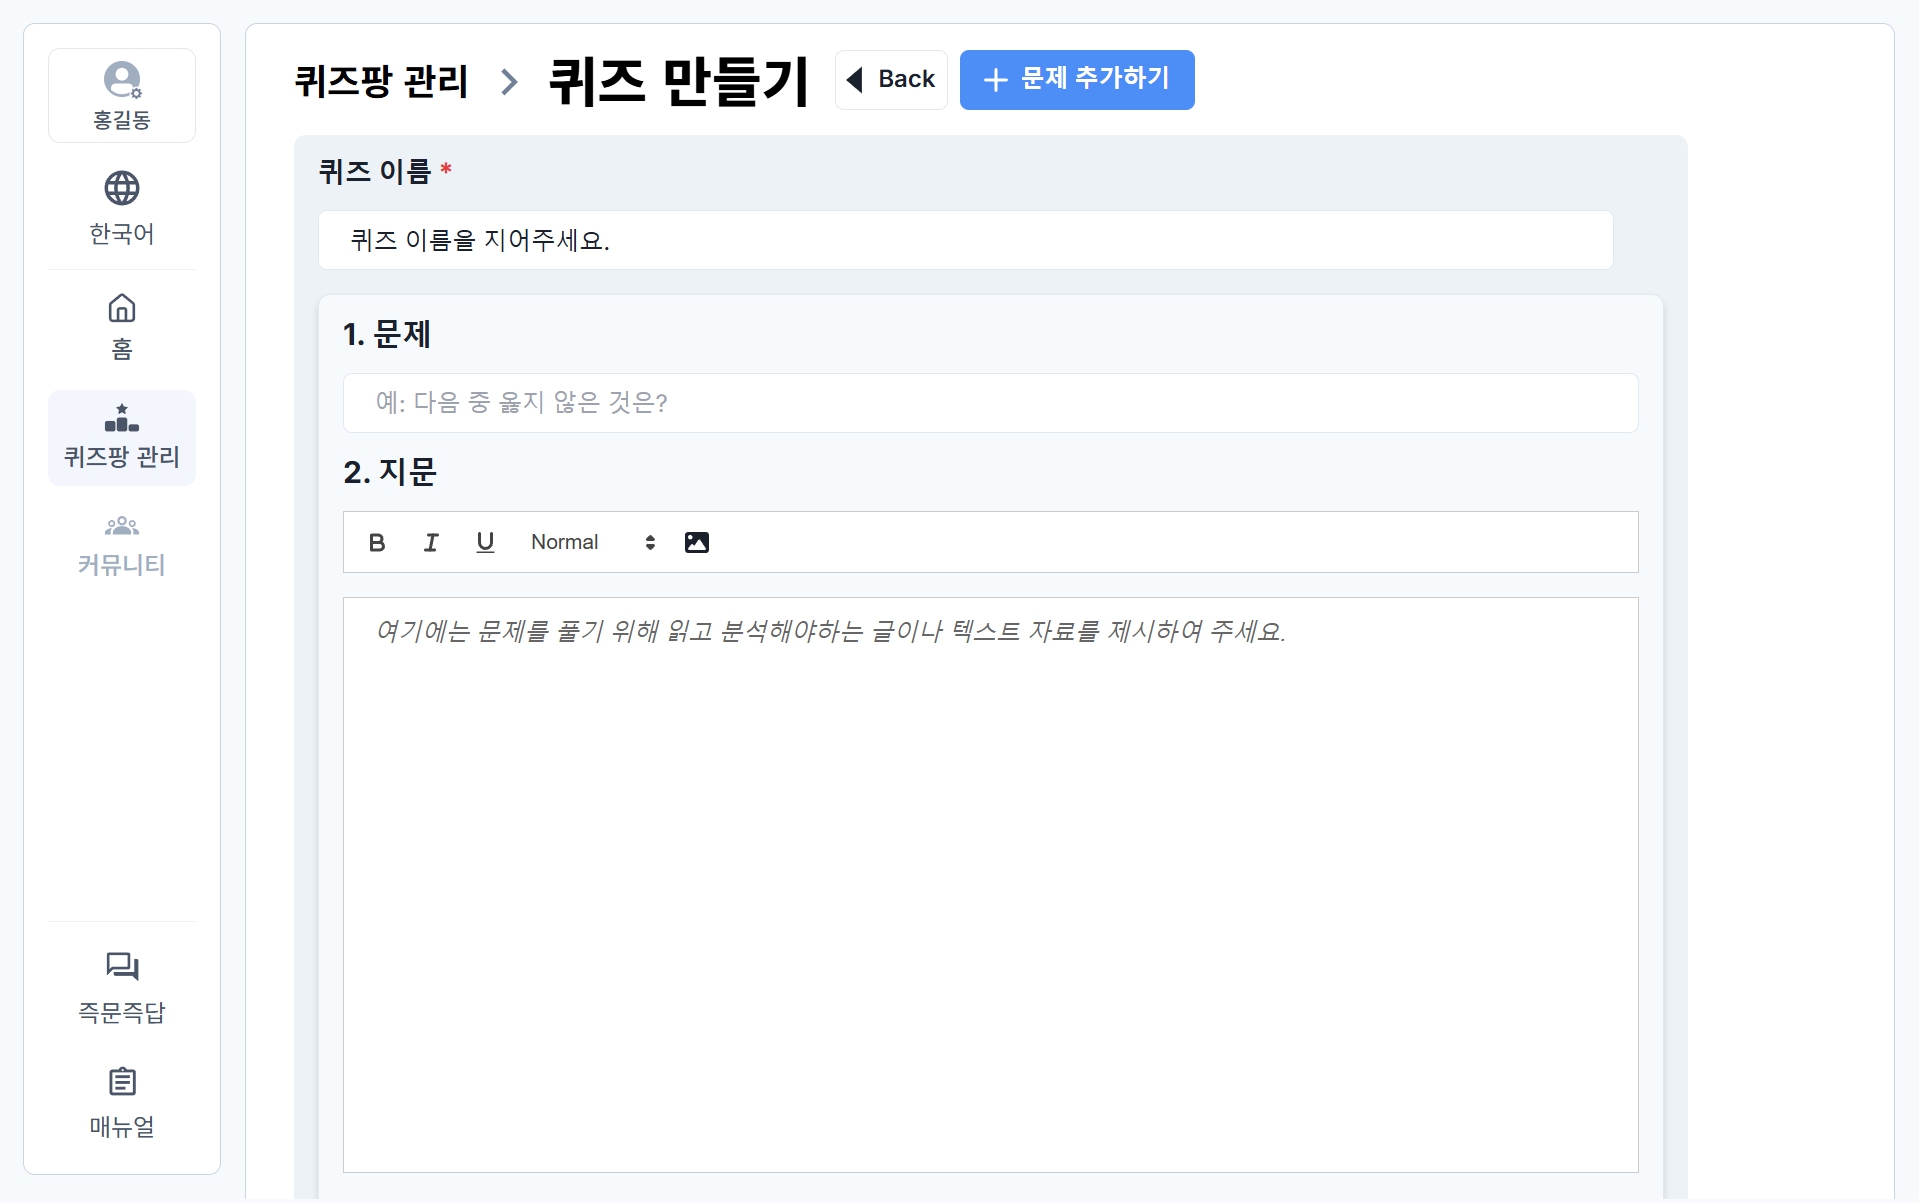 홍길동
한국어
홈
퀴즈팡 관리
커뮤니티
즉문즉답
매뉴얼
퀴즈팡 관리 > 퀴즈 만들기 Back + 문제 추가하기
퀴즈 이름 *
퀴즈 이름을 지어주세요.
1. 문제
예: 다음 중 옳지 않은 것은?
2. 지문
B I U Normal
여기에는 문제를 풀기 위해 읽고 분석해야하는 글이나 텍스트 자료를 제시하여 주세요.